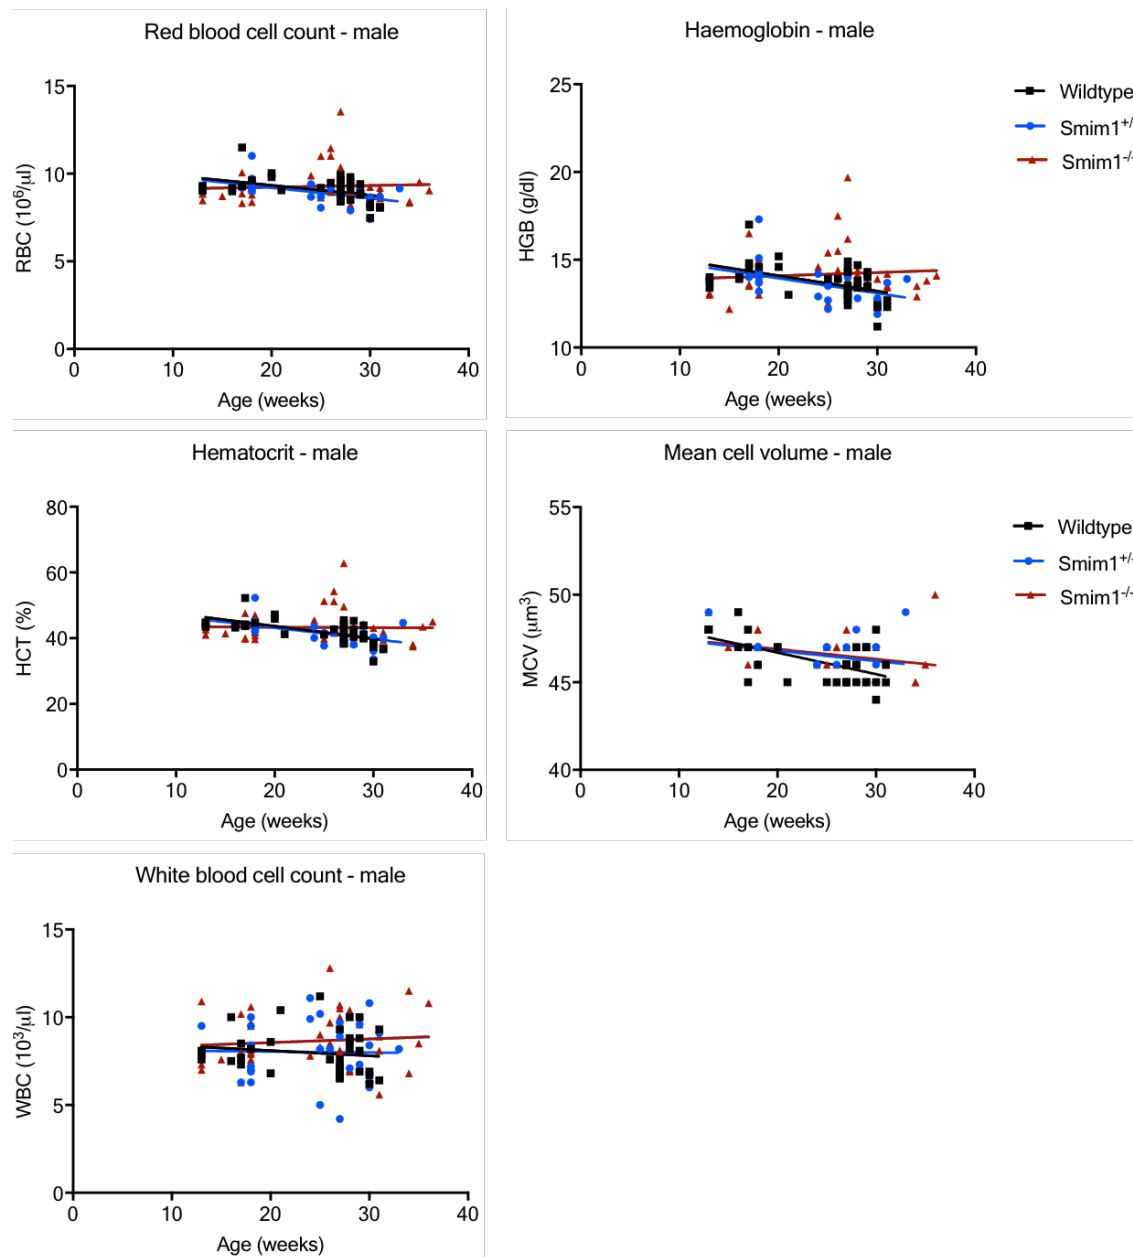 Red blood cell count - male
15
10
5
0
RBC (10⁶/µl)
0 10 20 30 40
Age (weeks)
Haemoglobin - male
25
20
15
10
HGB (g/dl)
0 10 20 30 40
Age (weeks)
Wildtype
Smim1+/-
Smim1-/-
Hematocrit - male
80
60
40
20
0
HCT (%)
0 10 20 30 40
Age (weeks)
Mean cell volume - male
55
50
45
40
MCV (µm³)
0 10 20 30 40
Age (weeks)
Wildtype
Smim1+/-
Smim1-/-
White blood cell count - male
15
10
5
0
WBC (10³/µl)
0 10 20 30 40
Age (weeks)